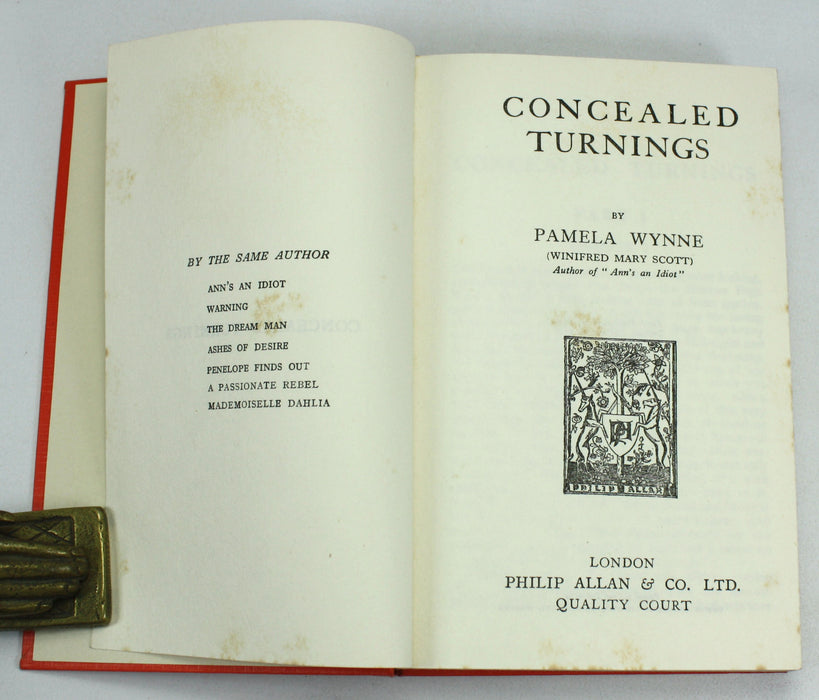 BY THE SAME AUTHOR
ANN'S AN IDIOT
WARNING
THE DREAM MAN
ASHES OF DESIRE
PENELOPE FINDS OUT
A PASSIONATE REBEL
MADEMOISELLE DAHLIA
CONCEALED
TURNINGS
BY
PAMELA WYNNE
(WINIFRED MARY SCOTT)
Author of "Ann's an Idiot"
PHILIP ALLAN
LONDON
PHILIP ALLAN & CO. LTD.
QUALITY COURT